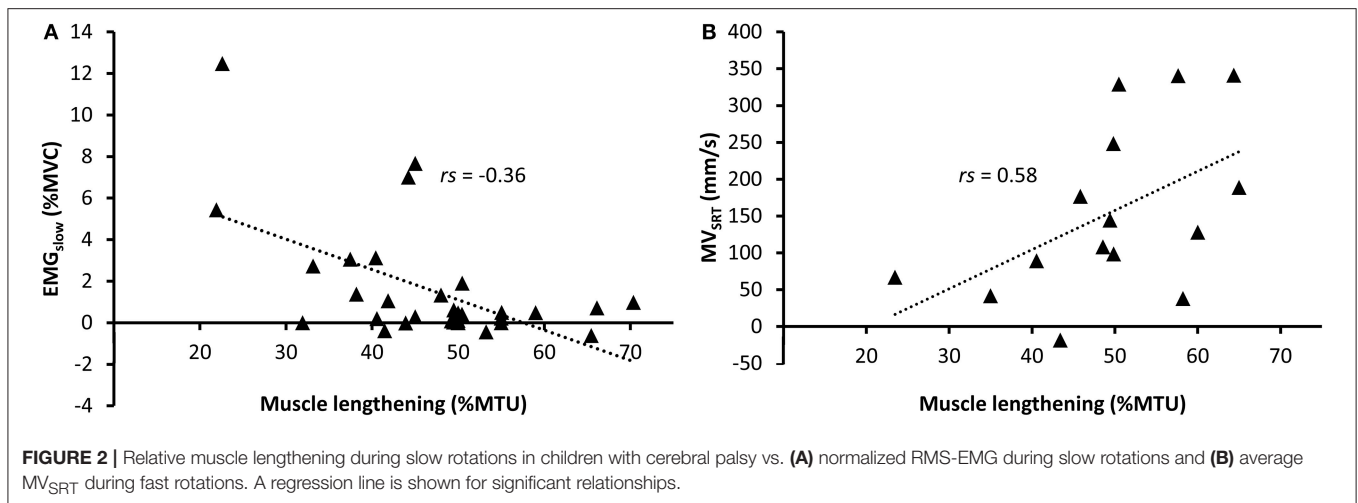 A
14
12
10
8
6
4
2
0
-2
-4
EMGslow (%MVC)
rs = -0.36
20 30 40 50 60 70
Muscle lengthening (%MTU)
B
400
350
300
250
200
150
100
50
0
-50
MVSRT (mm/s)
rs = 0.58
20 30 40 50 60 70
Muscle lengthening (%MTU)
FIGURE 2 | Relative muscle lengthening during slow rotations in children with cerebral palsy vs. (A) normalized RMS-EMG during slow rotations and (B) average
MVSRT during fast rotations. A regression line is shown for significant relationships.